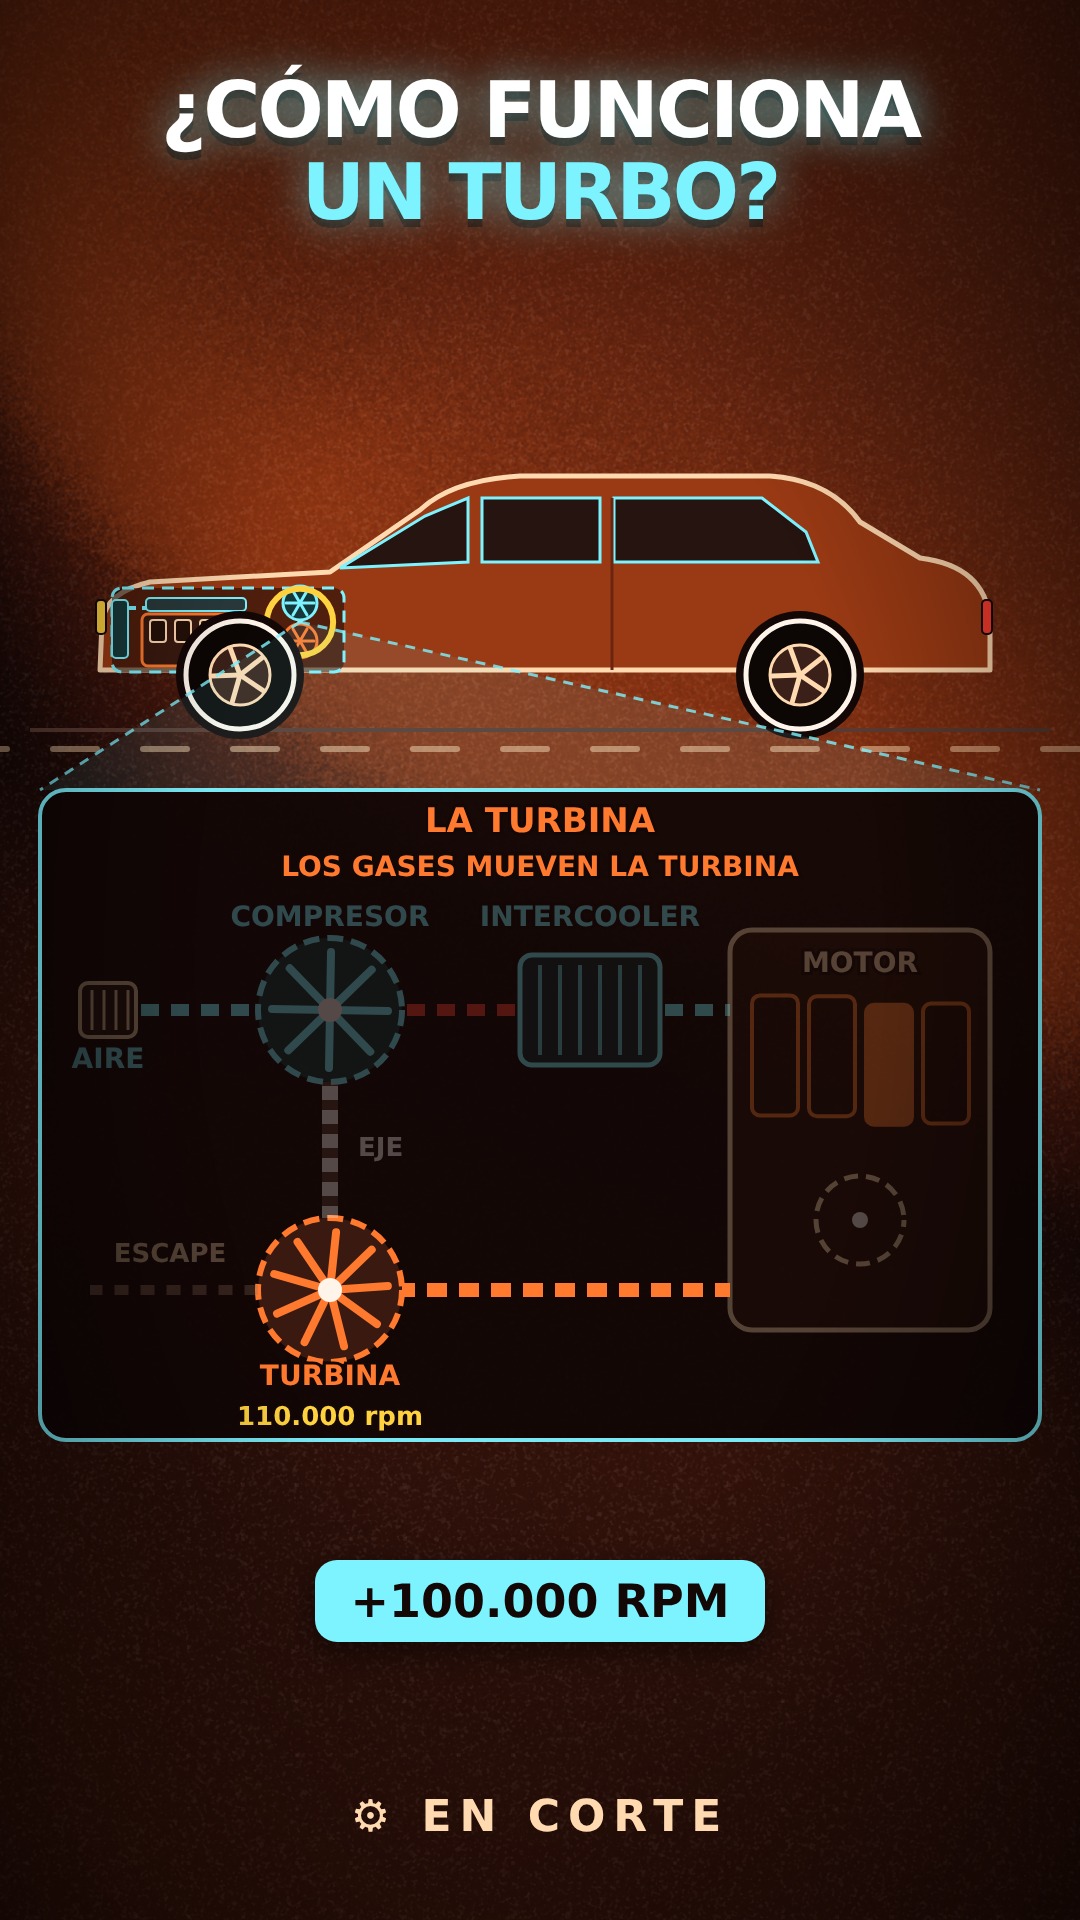 ¿CÓMO FUNCIONA
UN TURBO?
LA TURBINA
LOS GASES MUEVEN LA TURBINA
COMPRESOR INTERCOOLER
MOTOR
AIRE
EJE
ESCAPE
TURBINA
110.000 rpm
+100.000 RPM
⚙ EN CORTE